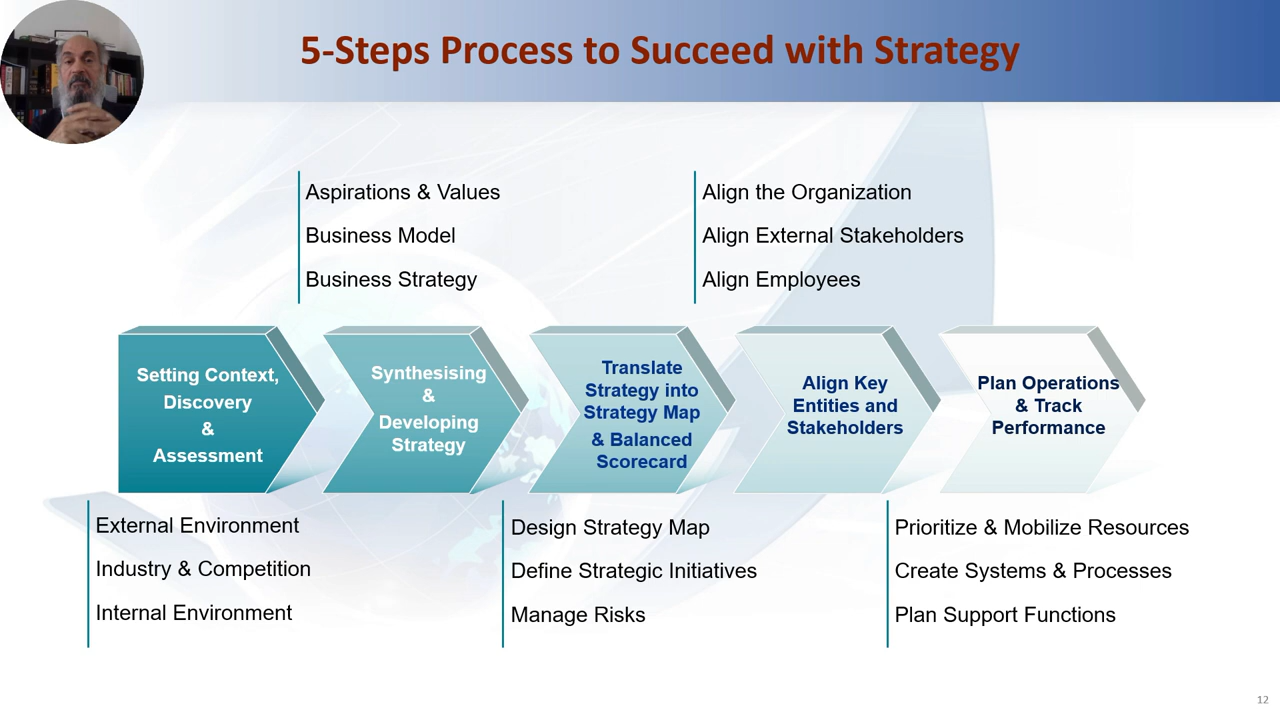 5-Steps Process to Succeed with Strategy
Aspirations & Values
Business Model
Business Strategy
Align the Organization
Align External Stakeholders
Align Employees
Setting Context,
Discovery
&
Assessment
Synthesising
&
Developing
Strategy
Translate
Strategy into
Strategy Map
& Balanced
Scorecard
Align Key
Entities and
Stakeholders
Plan Operations
& Track
Performance
External Environment
Industry & Competition
Internal Environment
Design Strategy Map
Define Strategic Initiatives
Manage Risks
Prioritize & Mobilize Resources
Create Systems & Processes
Plan Support Functions
12